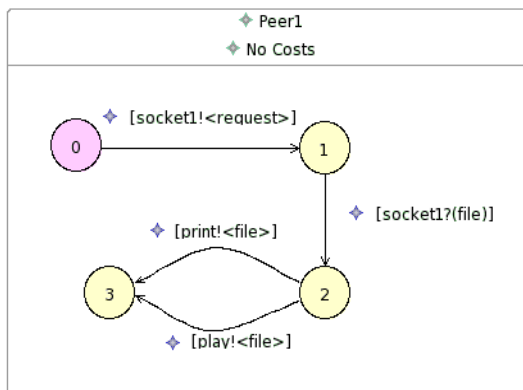 Peer1
No Costs
[socket1!<request>]
0
1
[socket1?(file)]
[print!<file>]
3
2
[play!<file>]